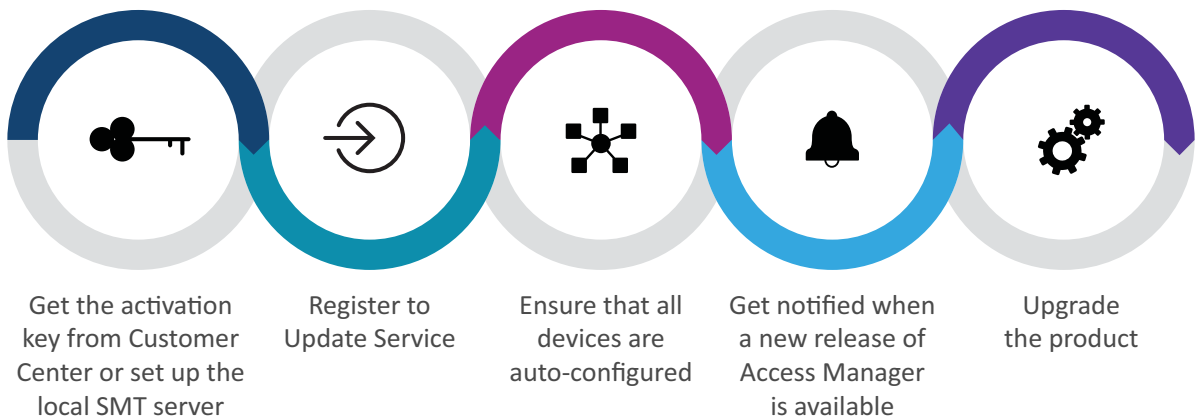 Get the activation
key from Customer
Center or set up the
local SMT server
Register to
Update Service
Ensure that all
devices are
auto-configured
Get notified when
a new release of
Access Manager
is available
Upgrade
the product